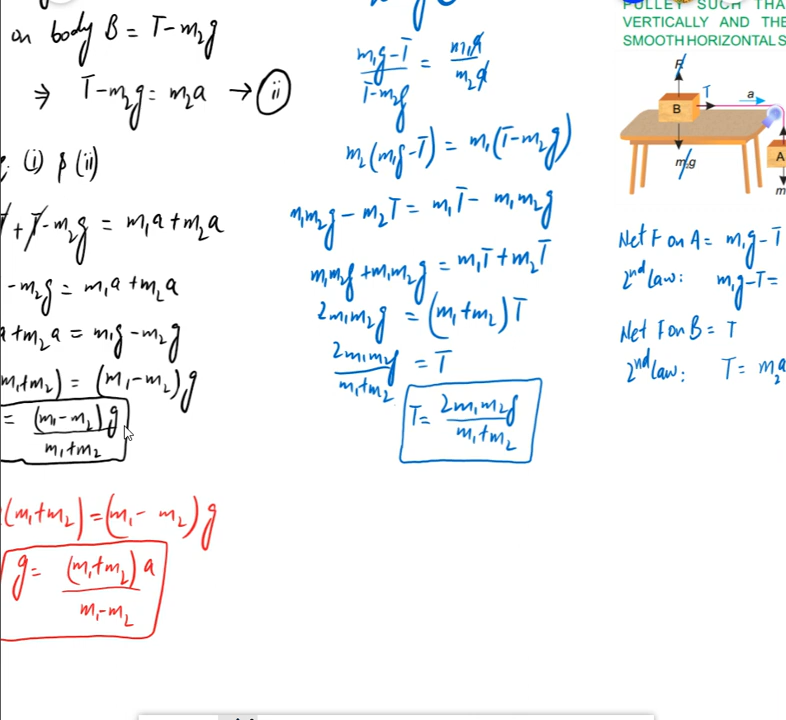 on body B = T-m₂g
⇒ T-m₂g = m₂a → (ii)
(i) & (ii)
+ T - m₂g = m₁a + m₂a
- m₂g = m₁a + m₂a
+ m₂a = m₁g - m₂g
m₁+m₂) = (m₁-m₂)g
= (m₁-m₂)g / m₁+m₂
(m₁+m₂) = (m₁-m₂)g
g = (m₁+m₂)a / m₁-m₂
m₁g-T / T-m₂g = m₁a / m₂a
m₂(m₁g-T) = m₁(T-m₂g)
m₁m₂g - m₂T = m₁T - m₁m₂g
m₁m₂g + m₁m₂g = m₁T + m₂T
2m₁m₂g = (m₁+m₂)T
2m₁m₂g / m₁+m₂ = T
T = 2m₁m₂g / m₁+m₂
PULLEY SUCH THA
VERTICALLY AND THE
SMOOTH HORIZONTAL S
R
T
a
B
A
m₂g
m
Net F on A = m₁g - T
2nd law: m₁g-T =
Net F on B = T
2nd law: T = m₂a